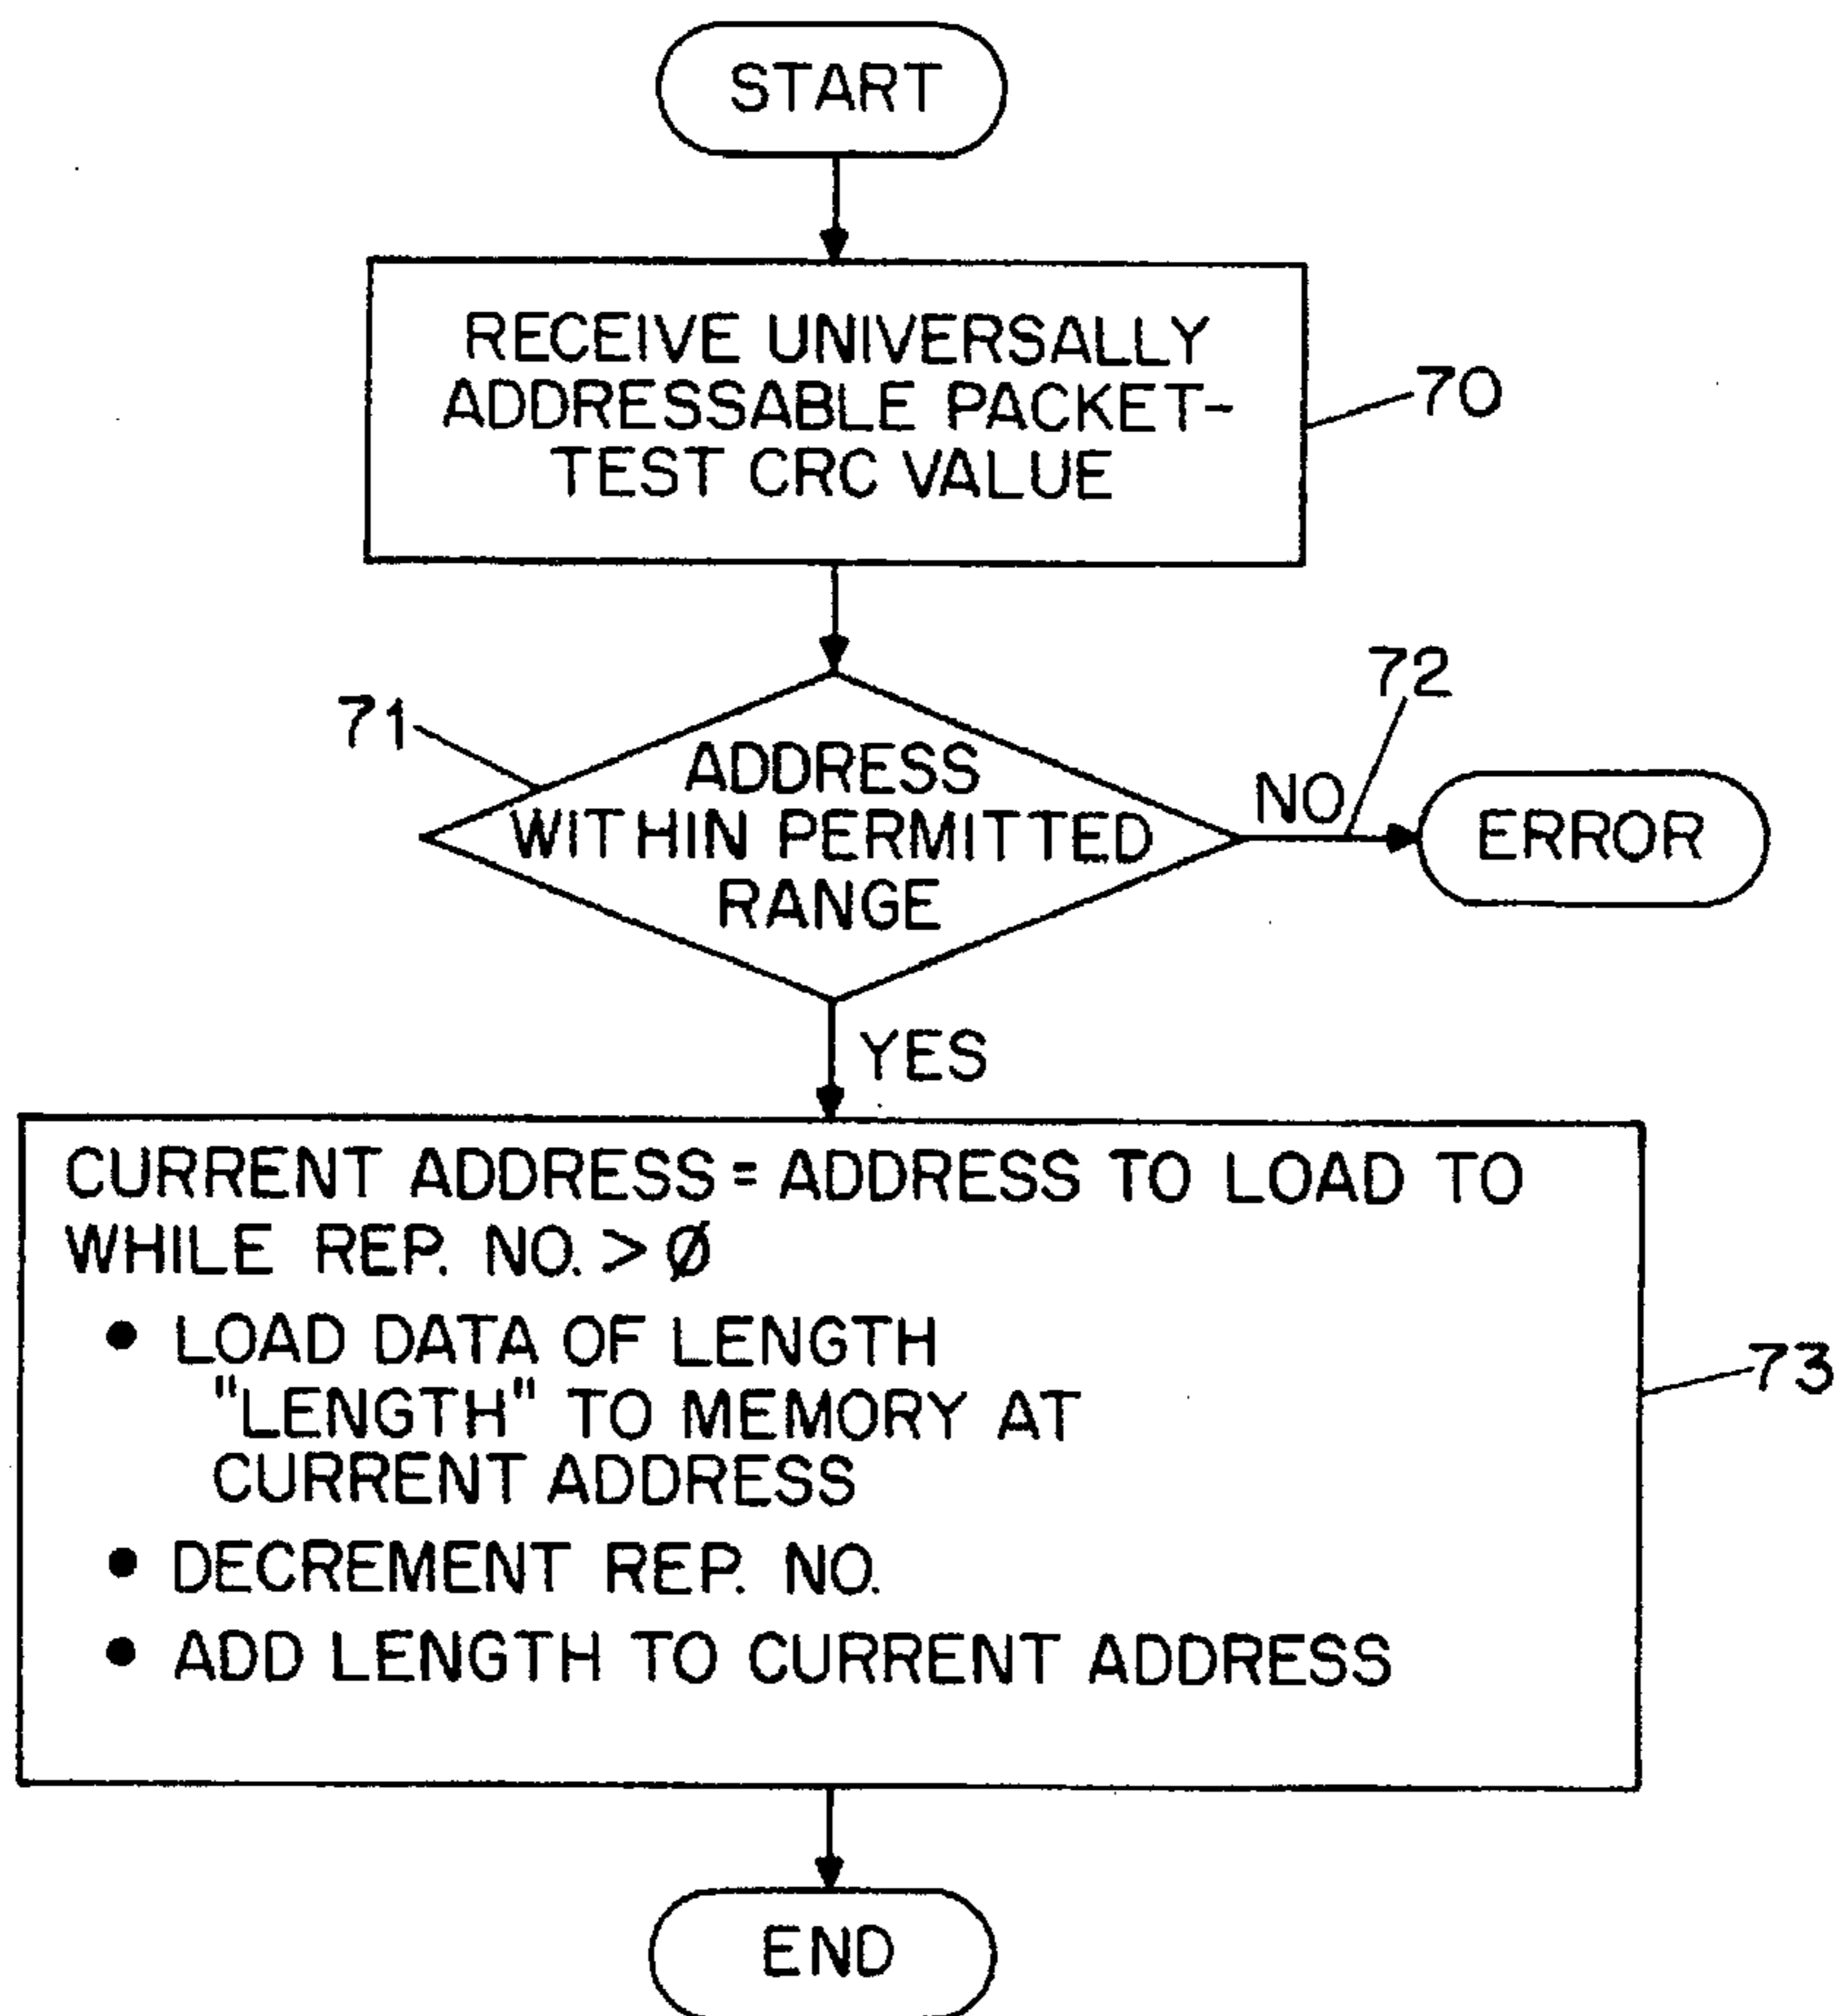 START
RECEIVE UNIVERSALLY
ADDRESSABLE PACKET-
TEST CRC VALUE
70
71
ADDRESS
WITHIN PERMITTED
RANGE
72
NO
ERROR
YES
CURRENT ADDRESS = ADDRESS TO LOAD TO
WHILE REP. NO. > Ø
• LOAD DATA OF LENGTH
"LENGTH" TO MEMORY AT
CURRENT ADDRESS
• DECREMENT REP. NO.
• ADD LENGTH TO CURRENT ADDRESS
73
END